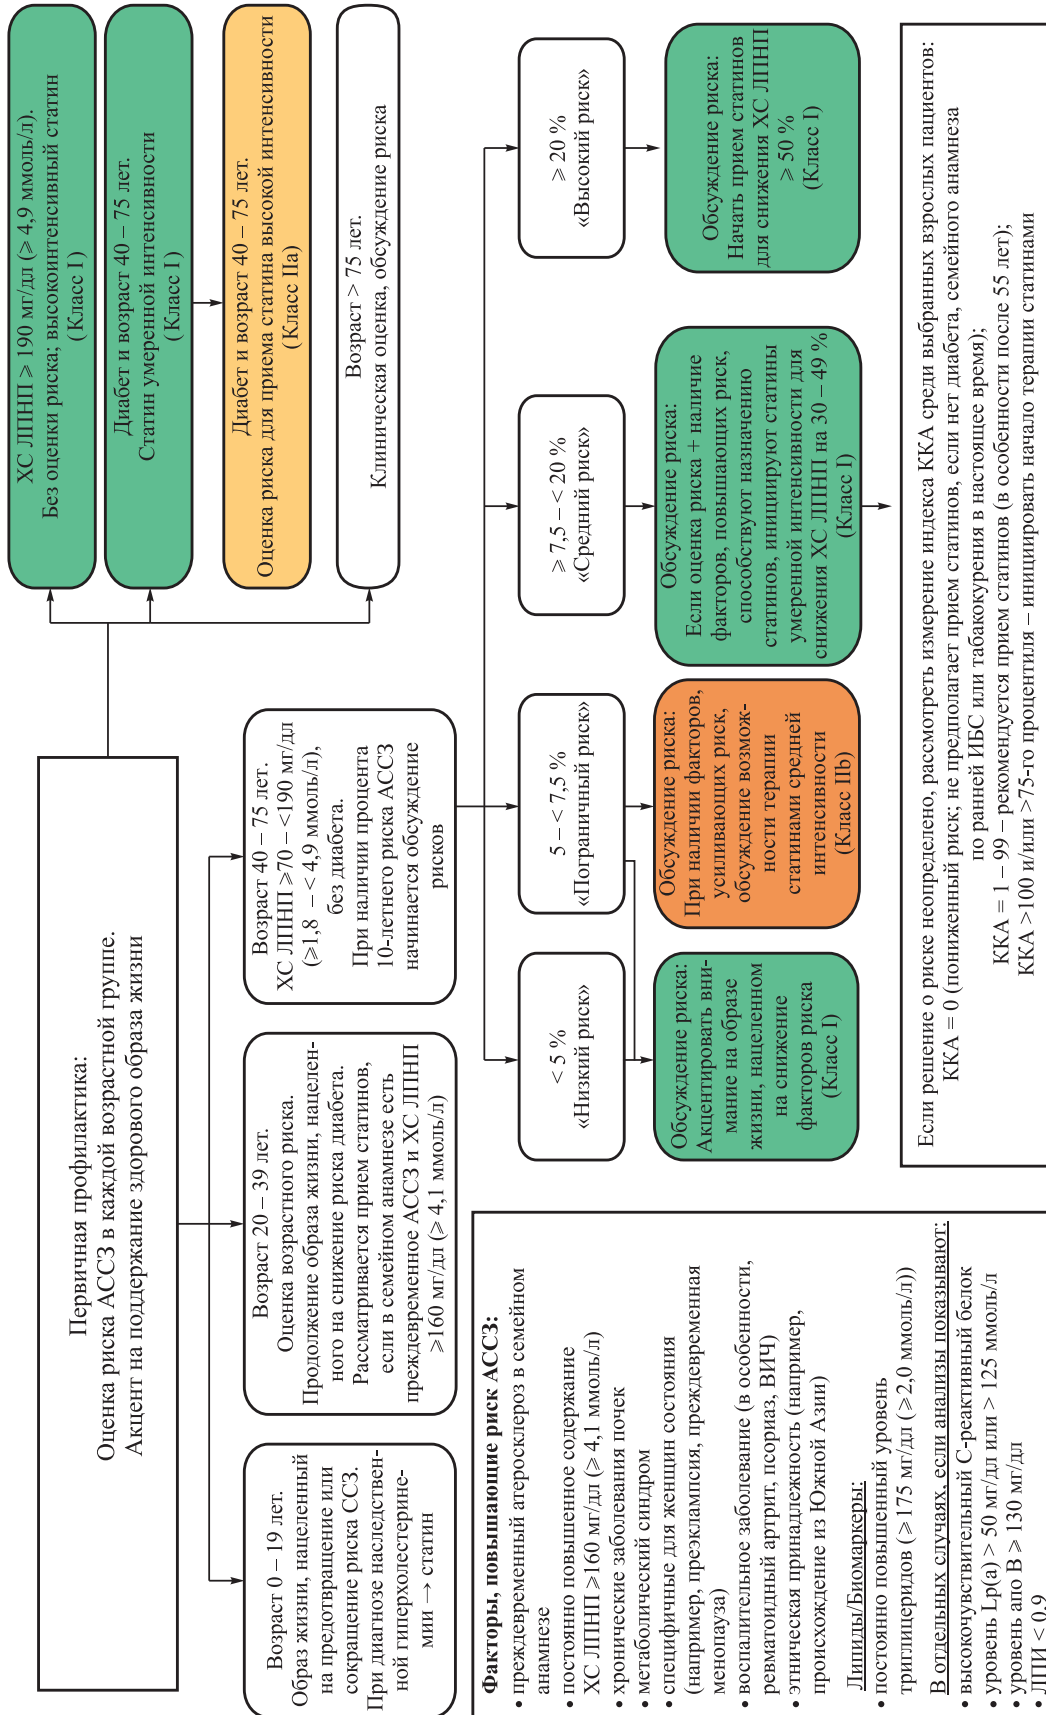 Первичная профилактика:
Оценка риска АССЗ в каждой возрастной группе.
Акцент на поддержание здорового образа жизни
ХС ЛПНП ⩾ 190 мг/дл (⩾ 4,9 ммоль/л).
Без оценки риска; высокоинтенсивный статин
(Класс I)
Диабет и возраст 40 – 75 лет.
Статин умеренной интенсивности
(Класс I)
Диабет и возраст 40 – 75 лет.
Оценка риска для приема статина высокой интенсивности
(Класс IIa)
Возраст > 75 лет.
Клиническая оценка, обсуждение риска
Возраст 0 – 19 лет.
Образ жизни, нацеленный
на предотвращение или
сокращение риска ССЗ.
При диагнозе наследствен-
ной гиперхолестерине-
мии → статин
Возраст 20 – 39 лет.
Оценка возрастного риска.
Продолжение образа жизни, нацелен-
ного на снижение риска диабета.
Рассматривается прием статинов,
если в семейном анамнезе есть
преждевременное АССЗ и ХС ЛПНП
⩾160 мг/дл (⩾ 4,1 ммоль/л)
Возраст 40 – 75 лет.
ХС ЛПНП ⩾70 – <190 мг/дл
(⩾1,8 – < 4,9 ммоль/л),
без диабета.
При наличии процента
10-летнего риска АССЗ
начинается обсуждение
рисков
< 5 %
«Низкий риск»
5 – < 7,5 %
«Пограничный риск»
⩾ 7,5 – < 20 %
«Средний риск»
⩾ 20 %
«Высокий риск»
Обсуждение риска:
Акцентировать вни-
мание на образе
жизни, нацеленном
на снижение
факторов риска
(Класс I)
Обсуждение риска:
При наличии факторов,
усиливающих риск,
обсуждение возмож-
ности терапии
статинами средней
интенсивности
(Класс IIb)
Обсуждение риска:
Если оценка риска + наличие
факторов, повышающих риск,
способствуют назначению
статинов, инициируют статины
умеренной интенсивности для
снижения ХС ЛПНП на 30 – 49 %
(Класс I)
Обсуждение риска:
Начать прием статинов
для снижения ХС ЛПНП
⩾ 50 %
(Класс I)
Факторы, повышающие риск АССЗ:
• преждевременный атеросклероз в семейном
анамнезе
• постоянно повышенное содержание
ХС ЛПНП ⩾160 мг/дл (⩾ 4,1 ммоль/л)
• хронические заболевания почек
• метаболический синдром
• специфичные для женщин состояния
(например, преэклампсия, преждевременная
менопауза)
• воспалительное заболевание (в особенности,
ревматоидный артрит, псориаз, ВИЧ)
• этническая принадлежность (например,
происхождение из Южной Азии)
Липиды/Биомаркеры:
• постоянно повышенный уровень
триглицеридов (⩾ 175 мг/дл (⩾2,0 ммоль/л))
В отдельных случаях, если анализы показывают:
• высокочувствительный С-реактивный белок
• уровень Lp(a) > 50 мг/дл или > 125 ммоль/л
• уровень апо В ⩾ 130 мг/дл
• ЛПИ < 0,9
Если решение о риске неопределено, рассмотреть измерение индекса ККА среди выбранных взрослых пациентов:
ККА = 0 (пониженный риск; не предполагает прием статинов, если нет диабета, семейного анамнеза
по ранней ИБС или табакокурения в настоящее время);
ККА = 1 – 99 – рекомендуется прием статинов (в особенности после 55 лет);
ККА >100 и/или >75-го процентиля – инициировать начало терапии статинами